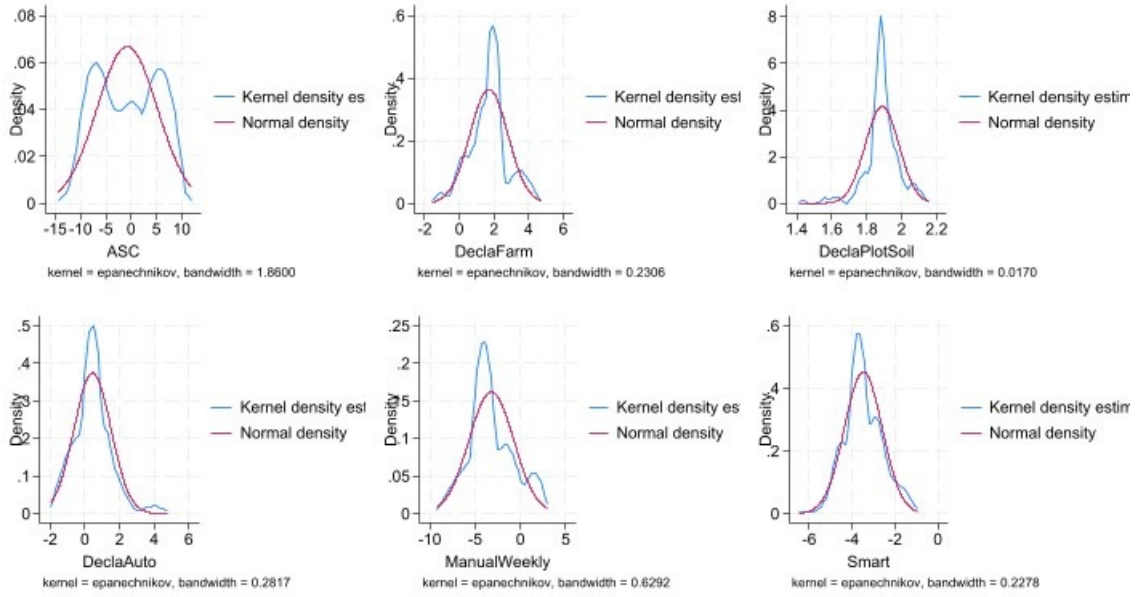 .08
.06
.04
.02
0
Density
-15 -10 -5 0 5 10
ASC
kernel = epanechnikov, bandwidth = 1.8600
Kernel density es
Normal density
.6
.4
.2
0
Density
-2 0 2 4 6
DeclaFarm
kernel = epanechnikov, bandwidth = 0.2306
Kernel density est
Normal density
8
6
4
2
0
Density
1.4 1.6 1.8 2 2.2
DeclaPlotSoil
kernel = epanechnikov, bandwidth = 0.0170
Kernel density estim
Normal density
.5
.4
.3
.2
.1
0
Density
-2 0 2 4 6
DeclaAuto
kernel = epanechnikov, bandwidth = 0.2817
Kernel density est
Normal density
.25
.2
.15
.1
.05
0
Density
-10 -5 0 5
ManualWeekly
kernel = epanechnikov, bandwidth = 0.6292
Kernel density es
Normal density
.6
.4
.2
0
Density
-6 -4 -2 0
Smart
kernel = epanechnikov, bandwidth = 0.2278
Kernel density estim
Normal density